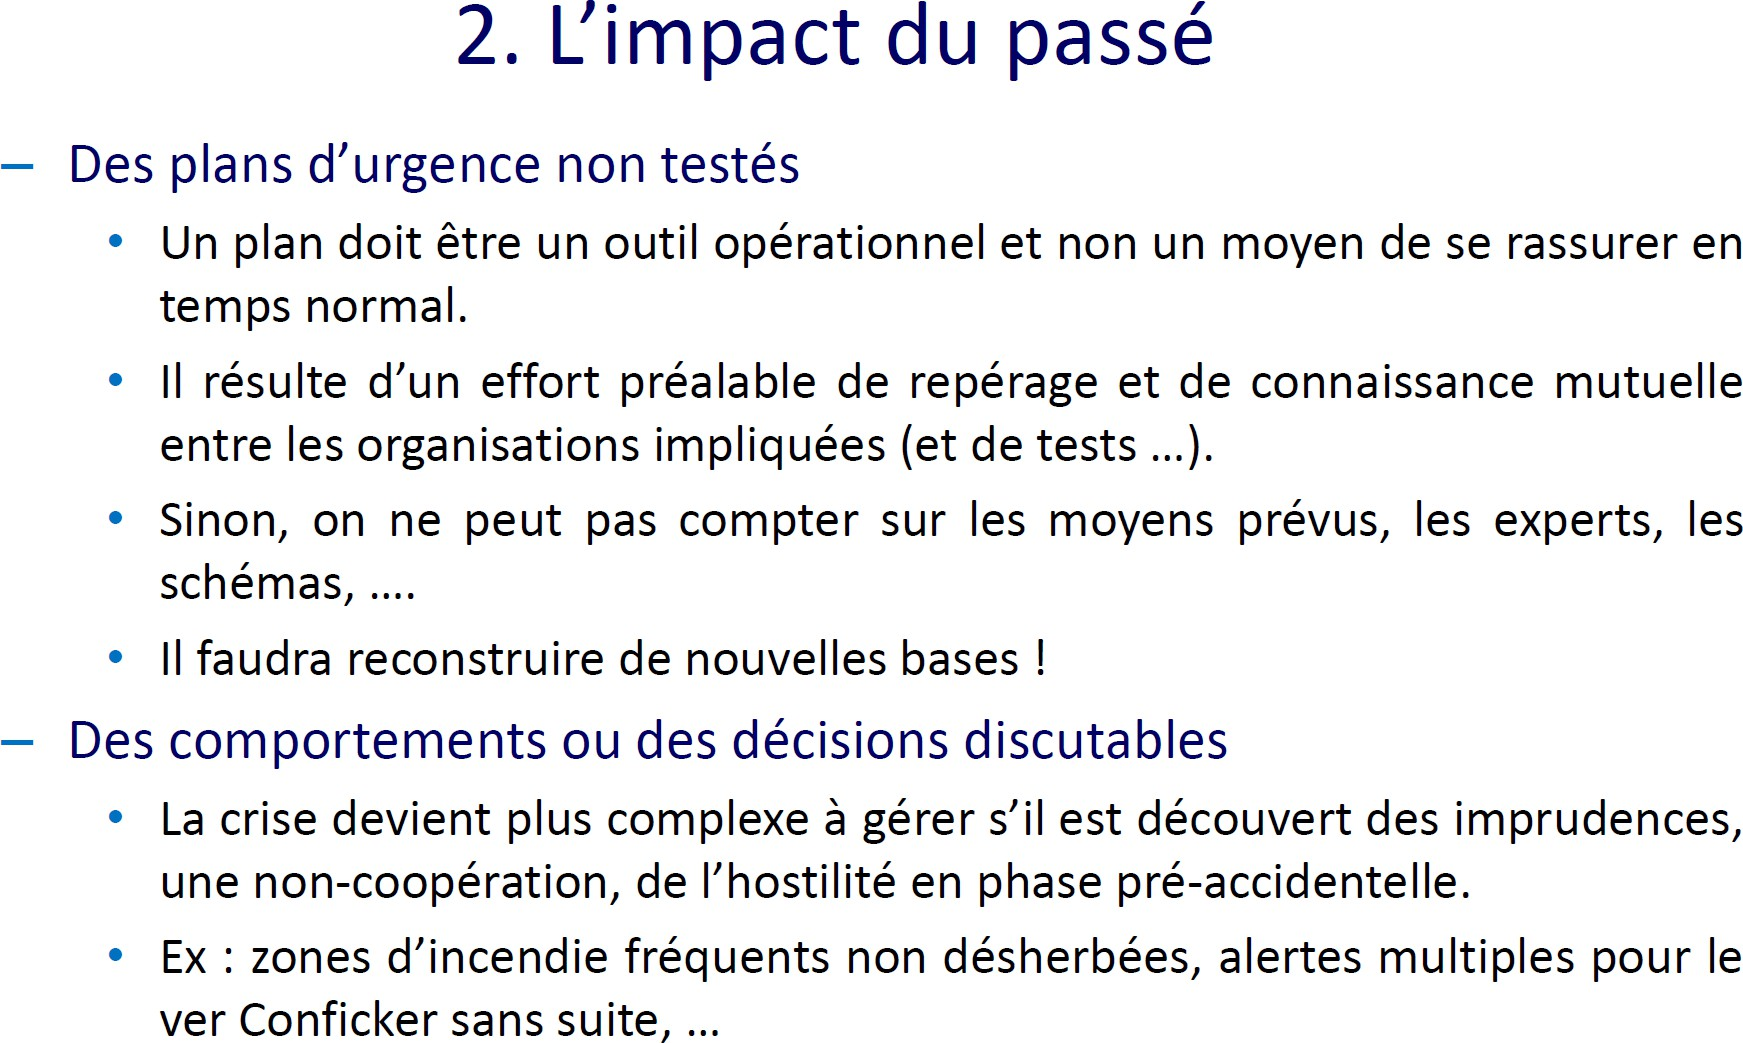 2. L’impact du passé
– Des plans d’urgence non testés
• Un plan doit être un outil opérationnel et non un moyen de se rassurer en
temps normal.
• Il résulte d’un effort préalable de repérage et de connaissance mutuelle
entre les organisations impliquées (et de tests …).
• Sinon, on ne peut pas compter sur les moyens prévus, les experts, les
schémas, ….
• Il faudra reconstruire de nouvelles bases !
– Des comportements ou des décisions discutables
• La crise devient plus complexe à gérer s’il est découvert des imprudences,
une non-coopération, de l’hostilité en phase pré-accidentelle.
• Ex : zones d’incendie fréquents non désherbées, alertes multiples pour le
ver Conficker sans suite, …